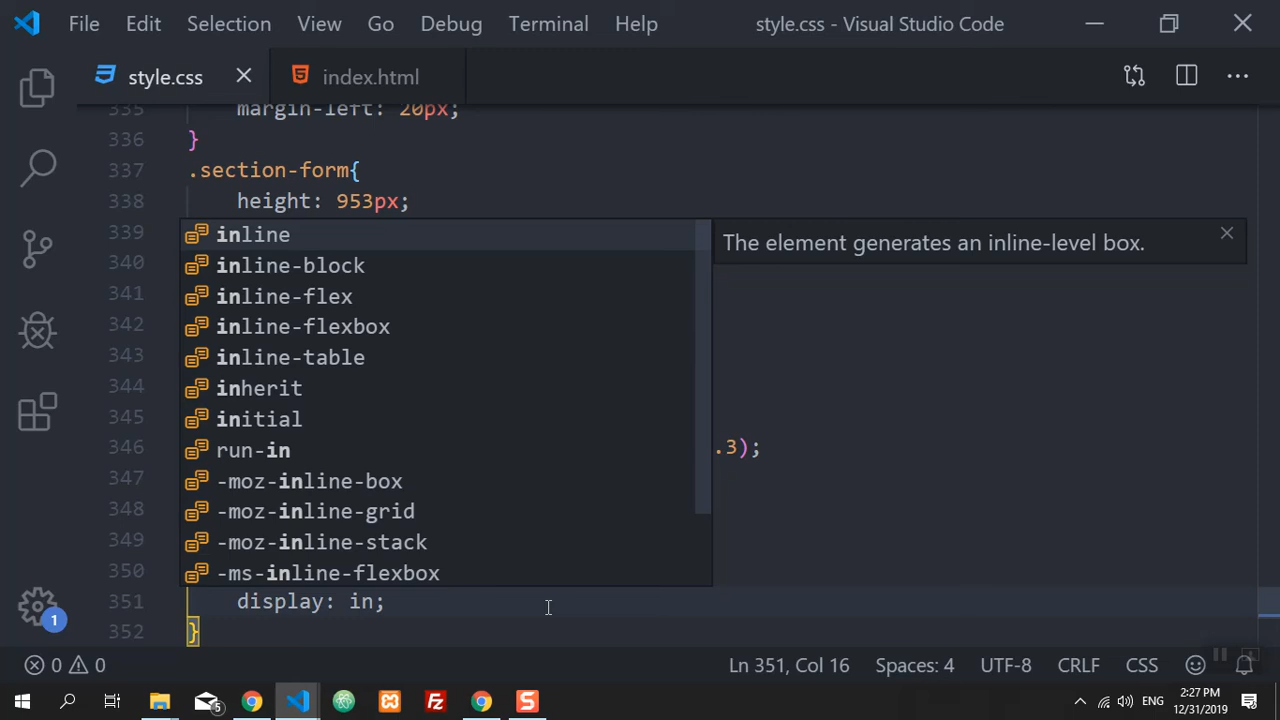 File Edit Selection View Go Debug Terminal Help style.css - Visual Studio Code
style.css index.html
335 margin-left: 20px;
336 }
337 .section-form{
338 height: 953px;
339 inline The element generates an inline-level box.
340 inline-block
341 inline-flex
342 inline-flexbox
343 inline-table
344 inherit
345 initial
346 run-in .3);
347 -moz-inline-box
348 -moz-inline-grid
349 -moz-inline-stack
350 -ms-inline-flexbox
351 display: in;
352 }
1
0 0 Ln 351, Col 16 Spaces: 4 UTF-8 CRLF CSS
5 ENG 2:27 PM
12/31/2019